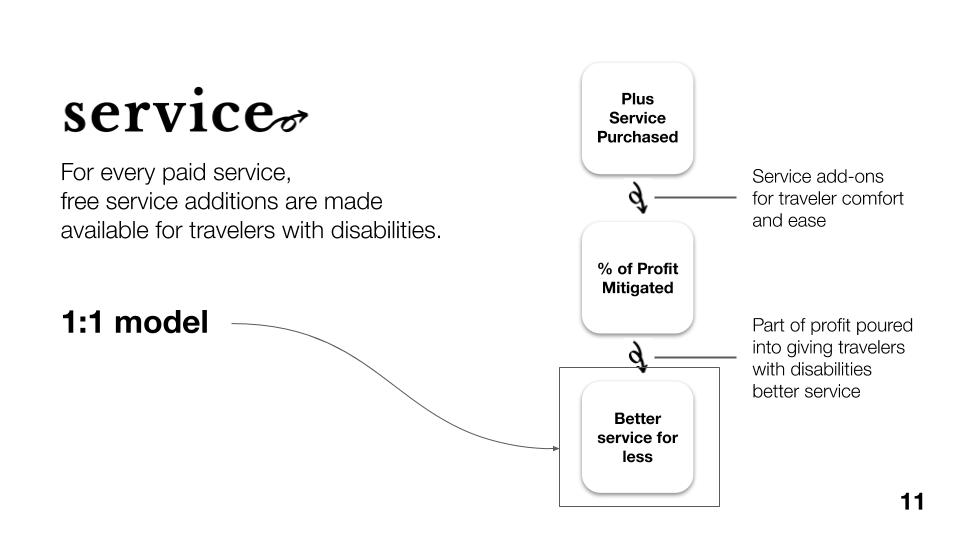 service
For every paid service,
free service additions are made
available for travelers with disabilities.
1:1 model
Plus
Service
Purchased
Service add-ons
for traveler comfort
and ease
% of Profit
Mitigated
Part of profit poured
into giving travelers
with disabilities
better service
Better
service for
less
11